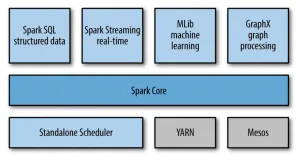 Spark SQL
structured data
Spark Streaming
real-time
MLib
machine
learning
GraphX
graph
processing
Spark Core
Standalone Scheduler
YARN
Mesos